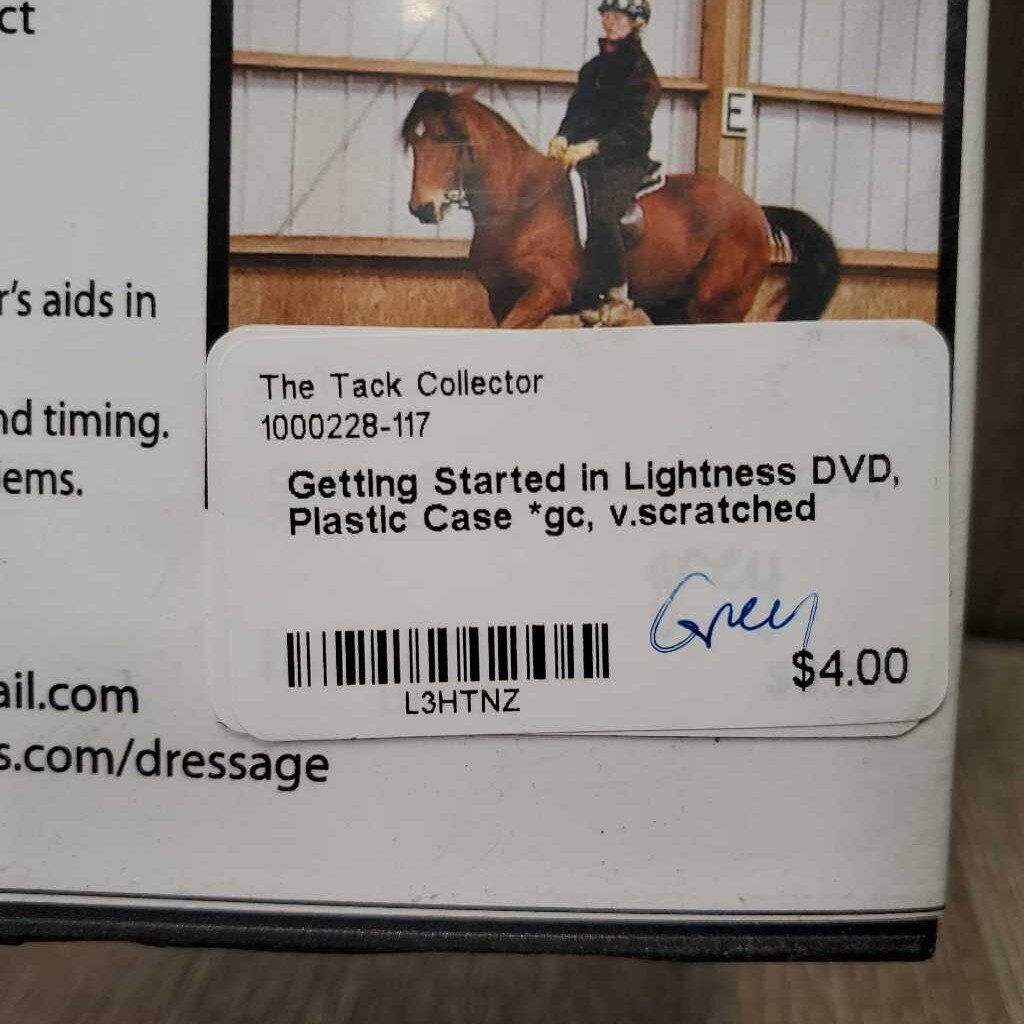 ct
E
r's aids in
nd timing.
ems.
The Tack Collector
1000228-117
Getting Started in Lightness DVD,
Plastic Case *gc, v.scratched
Grey
$4.00
L3HTNZ
ail.com
s.com/dressage